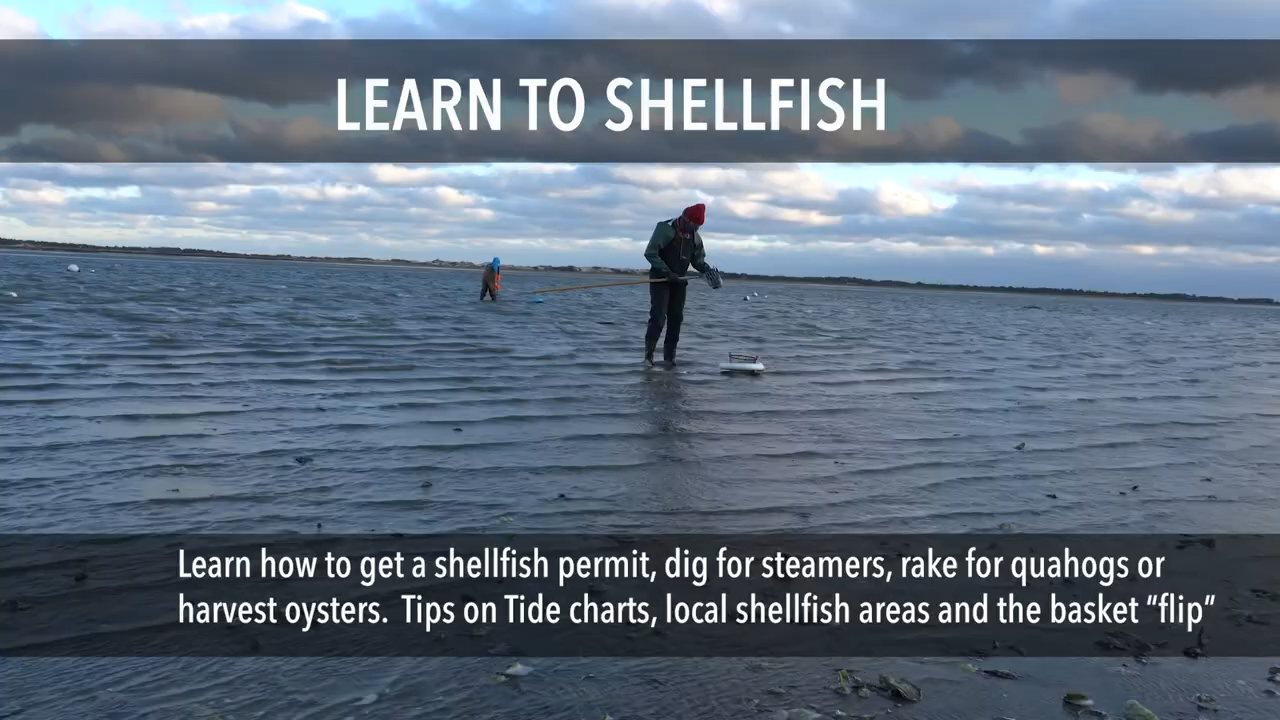 LEARN TO SHELLFISH
Learn how to get a shellfish permit, dig for steamers, rake for quahogs or
harvest oysters.  Tips on Tide charts, local shellfish areas and the basket “flip”